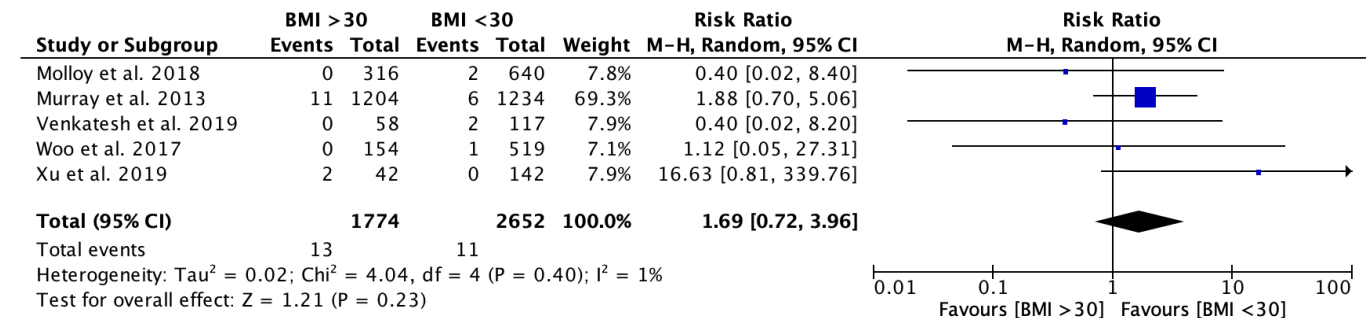 BMI >30 BMI <30 Risk Ratio Risk Ratio
Study or Subgroup Events Total Events Total Weight M-H, Random, 95% CI M-H, Random, 95% CI
Molloy et al. 2018 0 316 2 640 7.8% 0.40 [0.02, 8.40]
Murray et al. 2013 11 1204 6 1234 69.3% 1.88 [0.70, 5.06]
Venkatesh et al. 2019 0 58 2 117 7.9% 0.40 [0.02, 8.20]
Woo et al. 2017 0 154 1 519 7.1% 1.12 [0.05, 27.31]
Xu et al. 2019 2 42 0 142 7.9% 16.63 [0.81, 339.76]
Total (95% CI) 1774 2652 100.0% 1.69 [0.72, 3.96]
Total events 13 11
Heterogeneity: Tau² = 0.02; Chi² = 4.04, df = 4 (P = 0.40); I² = 1%
Test for overall effect: Z = 1.21 (P = 0.23)
0.01 0.1 1 10 100
Favours [BMI >30] Favours [BMI <30]